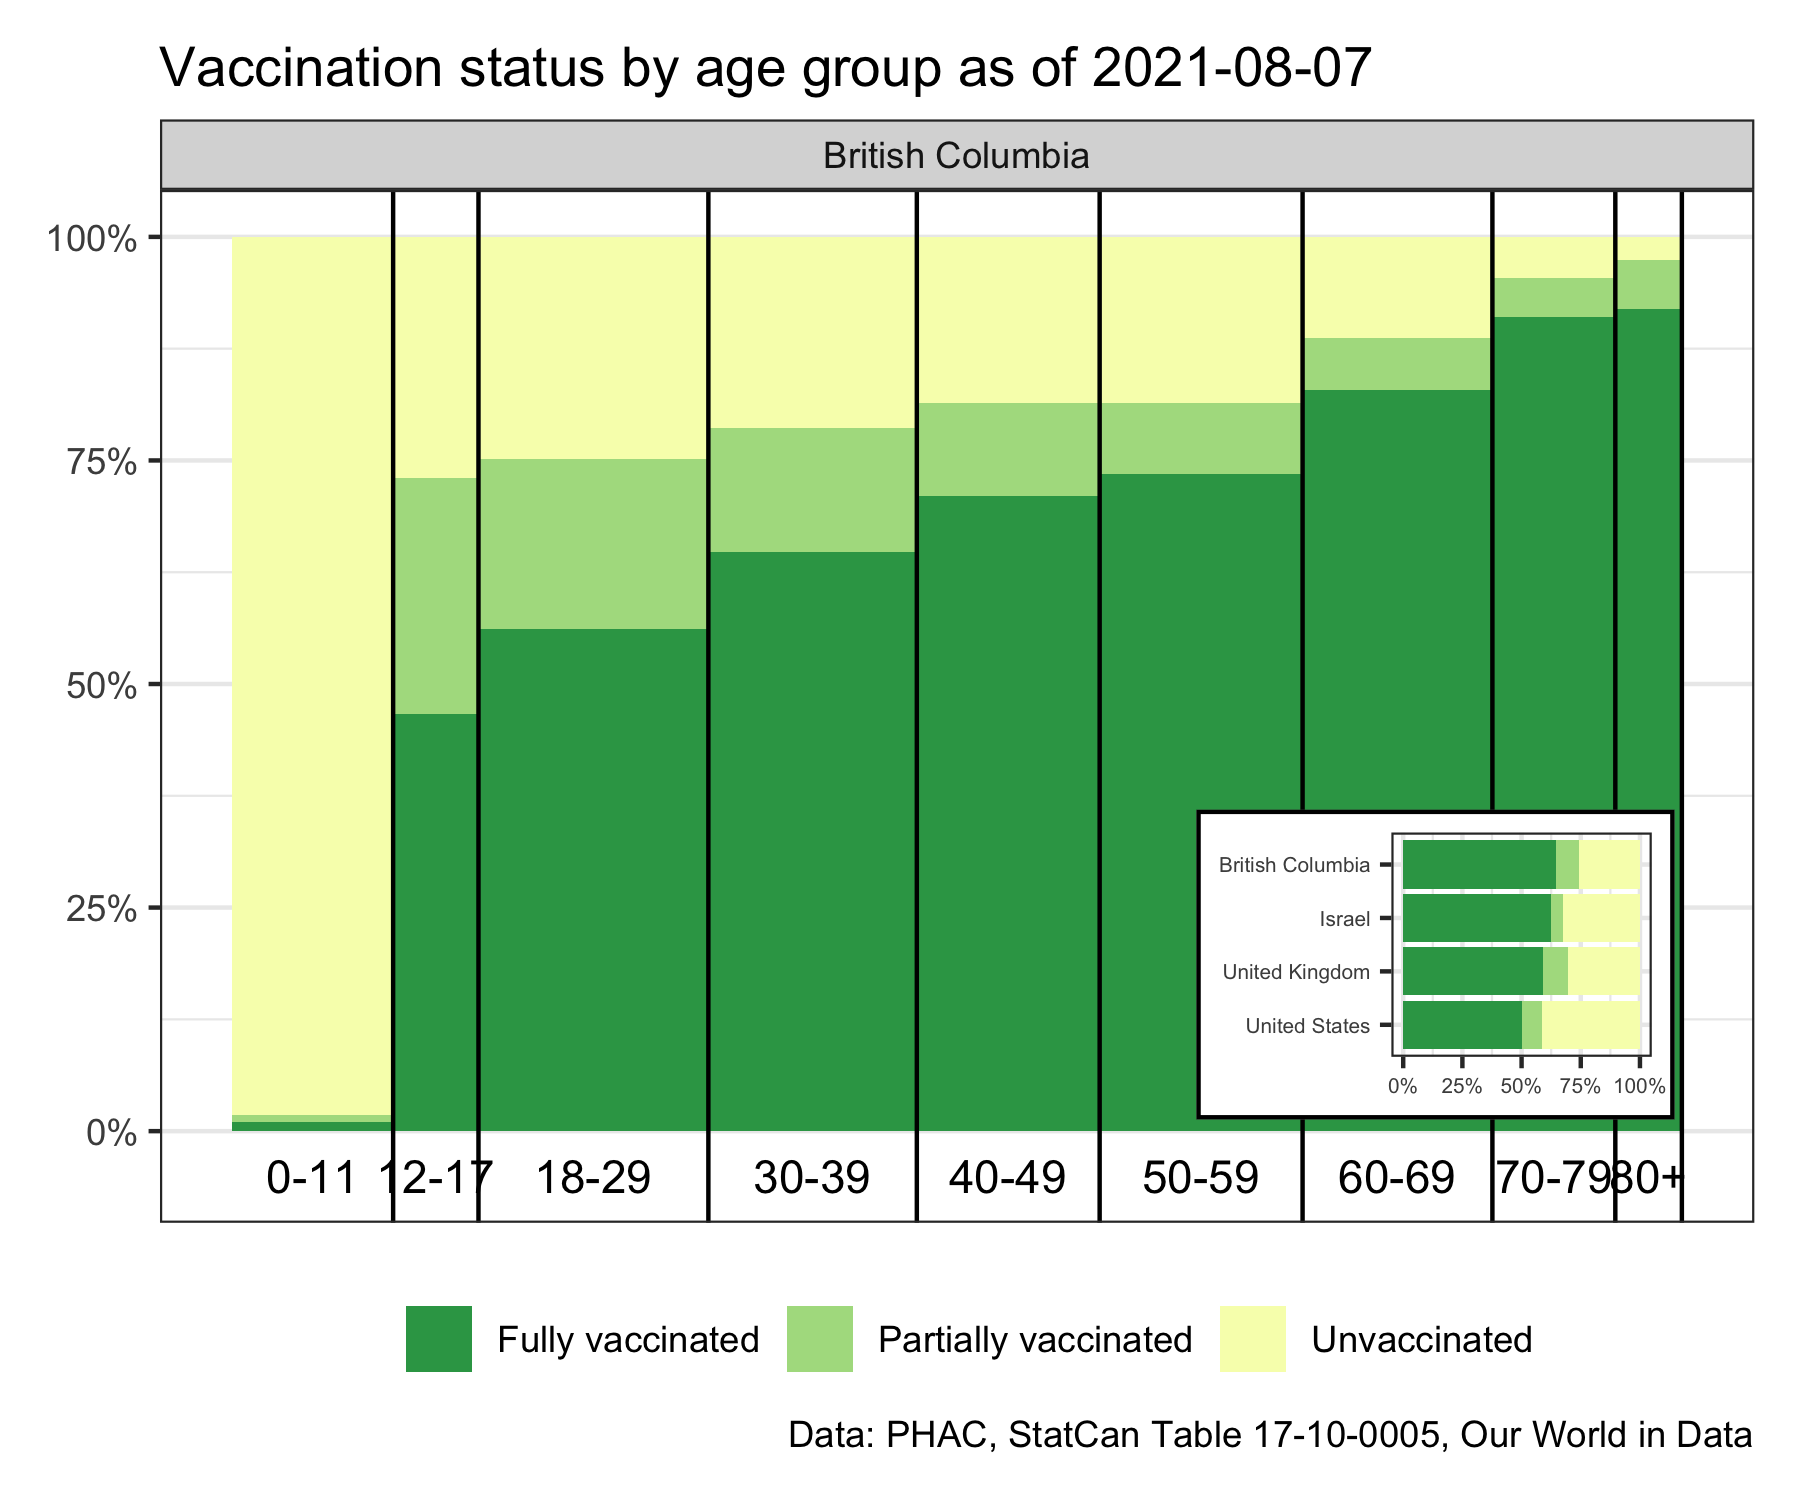 Vaccination status by age group as of 2021-08-07
British Columbia
100%
75%
50%
25%
0%
British Columbia
Israel
United Kingdom
United States
0% 25% 50% 75% 100%
0-11 12-17 18-29 30-39 40-49 50-59 60-69 70-79 80+
Fully vaccinated Partially vaccinated Unvaccinated
Data: PHAC, StatCan Table 17-10-0005, Our World in Data